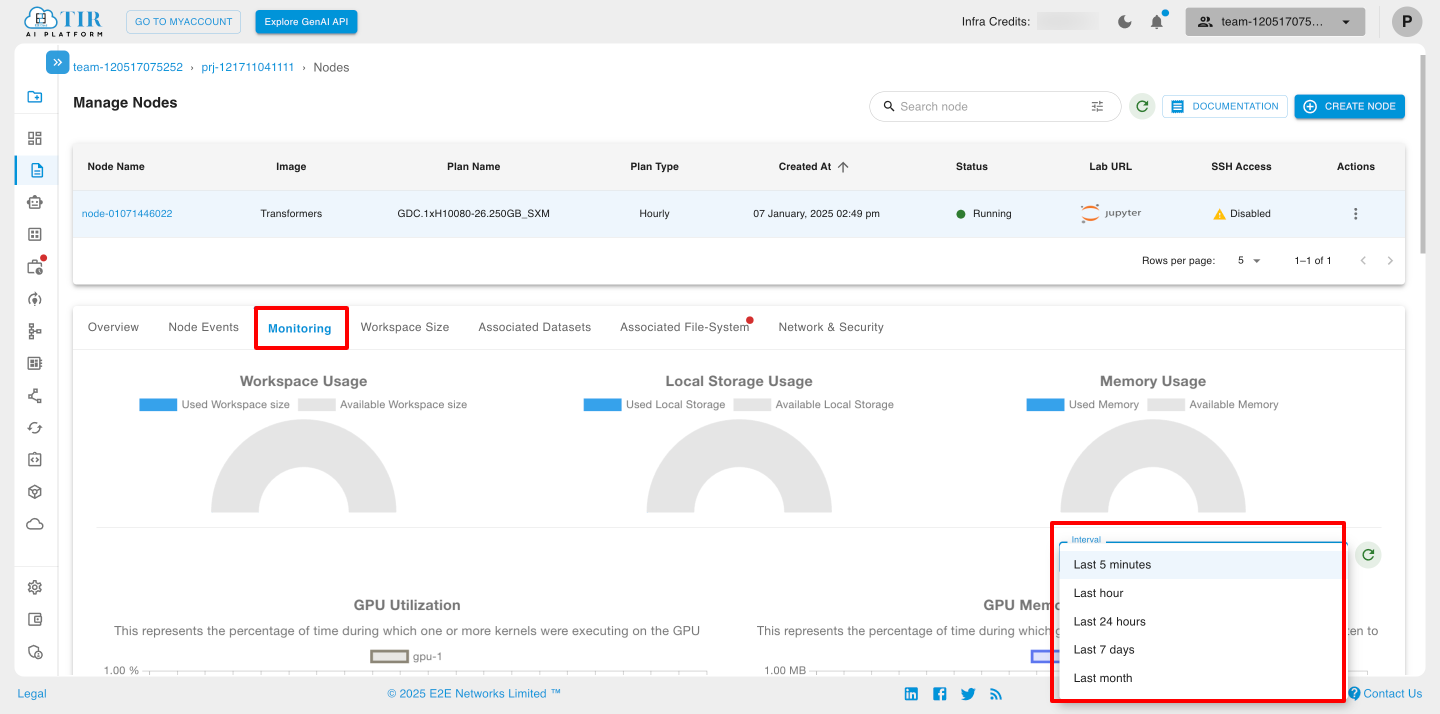 TIR
AI PLATFORM
GO TO MYACCOUNT
Explore GenAI API
Infra Credits:
team-120517075...
P
team-120517075252 › prj-121711041111 › Nodes
Manage Nodes
Search node
DOCUMENTATION
CREATE NODE
Node Name Image Plan Name Plan Type Created At Status Lab URL SSH Access Actions
node-01071446022 Transformers GDC.1xH10080-26.250GB_SXM Hourly 07 January, 2025 02:49 pm Running jupyter Disabled
Rows per page: 5 1–1 of 1
Overview Node Events Monitoring Workspace Size Associated Datasets Associated File-System Network & Security
Workspace Usage Local Storage Usage Memory Usage
Used Workspace size Available Workspace size Used Local Storage Available Local Storage Used Memory Available Memory
Interval
Last 5 minutes
Last hour
Last 24 hours
Last 7 days
Last month
GPU Utilization
This represents the percentage of time during which one or more kernels were executing on the GPU
gpu-1
1.00 %
GPU Memo
This represents the percentage of time during which g
en to
1.00 MB
Legal © 2025 E2E Networks Limited ™ Contact Us